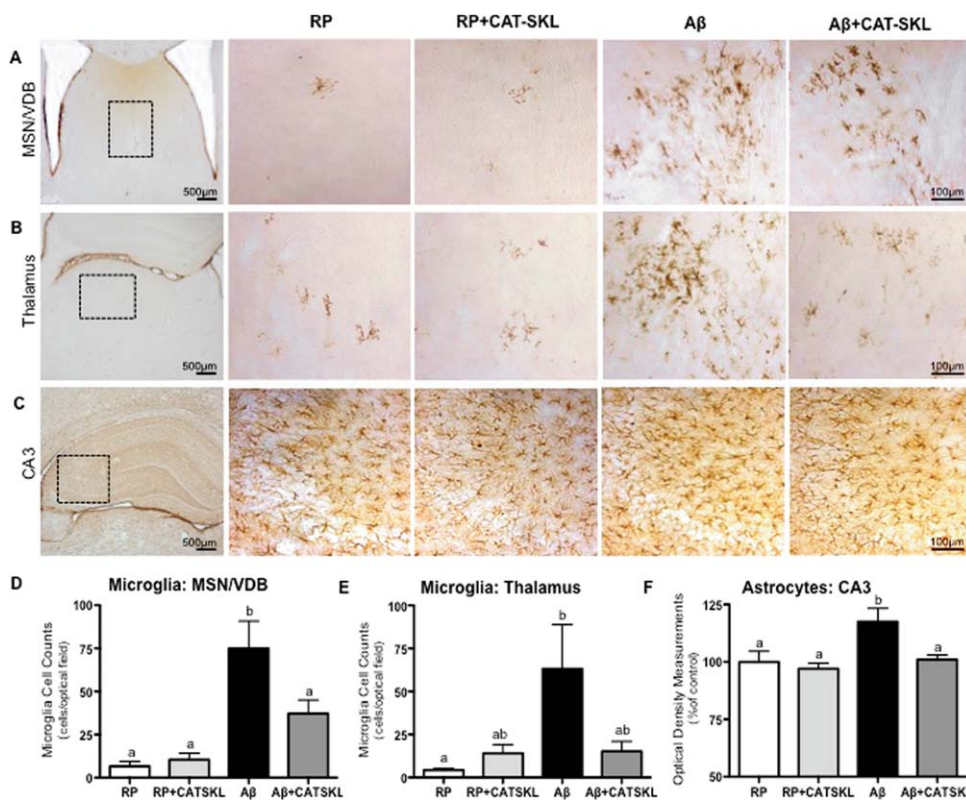 RP RP+CAT-SKL Aβ Aβ+CAT-SKL
A MSN/VDB 500μm 100μm
B Thalamus 500μm 100μm
C CA3 500μm 100μm
D Microglia: MSN/VDB
Microglia Cell Counts
(cells/optical field)
100
75
50
25
0
a a b a
RP RP+CATSKL Aβ Aβ+CATSKL
E Microglia: Thalamus
Microglia Cell Counts
(cells/optical field)
100
75
50
25
0
a ab b ab
RP RP+CATSKL Aβ Aβ+CATSKL
F Astrocytes: CA3
Optical Density Measurements
(%of control)
125
100
75
50
a a b a
RP RP+CATSKL Aβ Aβ+CATSKL